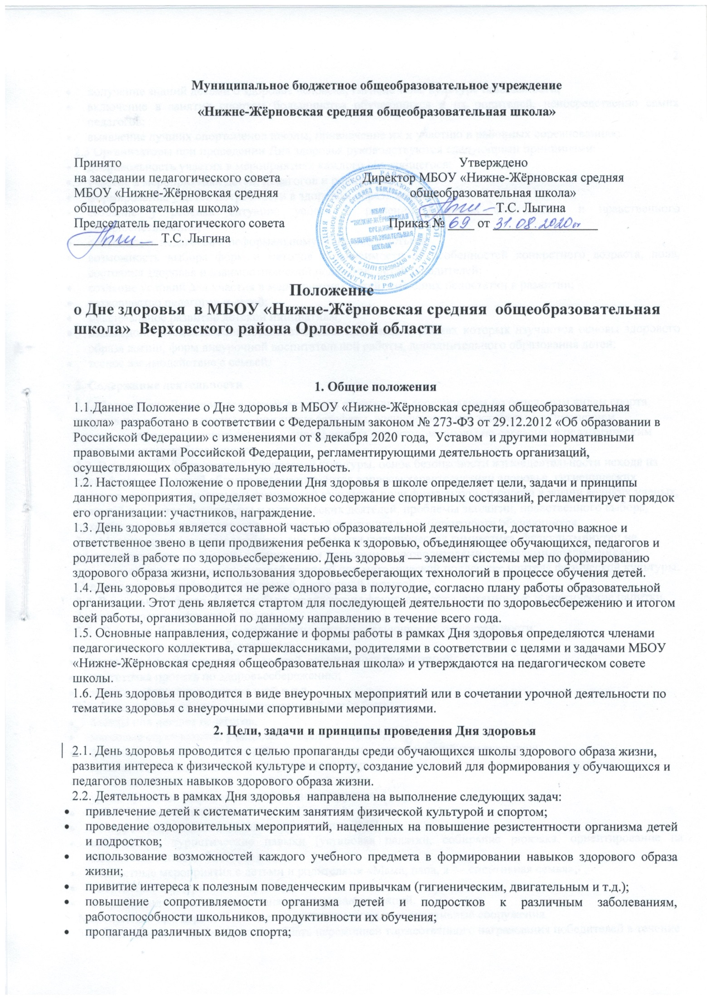 Муниципальное бюджетное общеобразовательное учреждение
«Нижне-Жёрновская средняя общеобразовательная школа»
Принято
на заседании педагогического совета
МБОУ «Нижне-Жёрновская средняя
общеобразовательная школа»
Председатель педагогического совета
Т.С. Лыгина
Утверждено
Директор МБОУ «Нижне-Жёрновская средняя
общеобразовательная школа»
Т.С. Лыгина
Приказ № 69 от 31.08.2020г
МБОУ
"НИЖНЕ-ЖЁРНОВСКАЯ
СРЕДНЯЯ
ОБЩЕОБРАЗОВАТЕЛЬНАЯ
ШКОЛА"
Положение
о Дне здоровья в МБОУ «Нижне-Жёрновская средняя общеобразовательная
школа» Верховского района Орловской области
1. Общие положения
1.1.Данное Положение о Дне здоровья в МБОУ «Нижне-Жёрновская средняя общеобразовательная
школа» разработано в соответствии с Федеральным законом № 273-ФЗ от 29.12.2012 «Об образовании в
Российской Федерации» с изменениями от 8 декабря 2020 года, Уставом и другими нормативными
правовыми актами Российской Федерации, регламентирующими деятельность организаций,
осуществляющих образовательную деятельность.
1.2. Настоящее Положение о проведении Дня здоровья в школе определяет цели, задачи и принципы
данного мероприятия, определяет возможное содержание спортивных состязаний, регламентирует порядок
его организации: участников, награждение.
1.3. День здоровья является составной частью образовательной деятельности, достаточно важное и
ответственное звено в цепи продвижения ребенка к здоровью, объединяющее обучающихся, педагогов и
родителей в работе по здоровьесбережению. День здоровья — элемент системы мер по формированию
здорового образа жизни, использования здоровьесберегающих технологий в процессе обучения детей.
1.4. День здоровья проводится не реже одного раза в полугодие, согласно плану работы образовательной
организации. Этот день является стартом для последующей деятельности по здоровьесбережению и итогом
всей работы, организованной по данному направлению в течение всего года.
1.5. Основные направления, содержание и формы работы в рамках Дня здоровья определяются членами
педагогического коллектива, старшеклассниками, родителями в соответствии с целями и задачами МБОУ
«Нижне-Жёрновская средняя общеобразовательная школа» и утверждаются на педагогическом совете
школы.
1.6. День здоровья проводится в виде внеурочных мероприятий или в сочетании урочной деятельности по
тематике здоровья с внеурочными спортивными мероприятиями.
2. Цели, задачи и принципы проведения Дня здоровья
2.1. День здоровья проводится с целью пропаганды среди обучающихся школы здорового образа жизни,
развития интереса к физической культуре и спорту, создание условий для формирования у обучающихся и
педагогов полезных навыков здорового образа жизни.
2.2. Деятельность в рамках Дня здоровья направлена на выполнение следующих задач:
• привлечение детей к систематическим занятиям физической культурой и спортом;
• проведение оздоровительных мероприятий, нацеленных на повышение резистентности организма детей
и подростков;
• использование возможностей каждого учебного предмета в формировании навыков здорового образа
жизни;
• привитие интереса к полезным поведенческим привычкам (гигиеническим, двигательным и т.д.);
• повышение сопротивляемости организма детей и подростков к различным заболеваниям,
работоспособности школьников, продуктивности их обучения;
• пропаганда различных видов спорта;